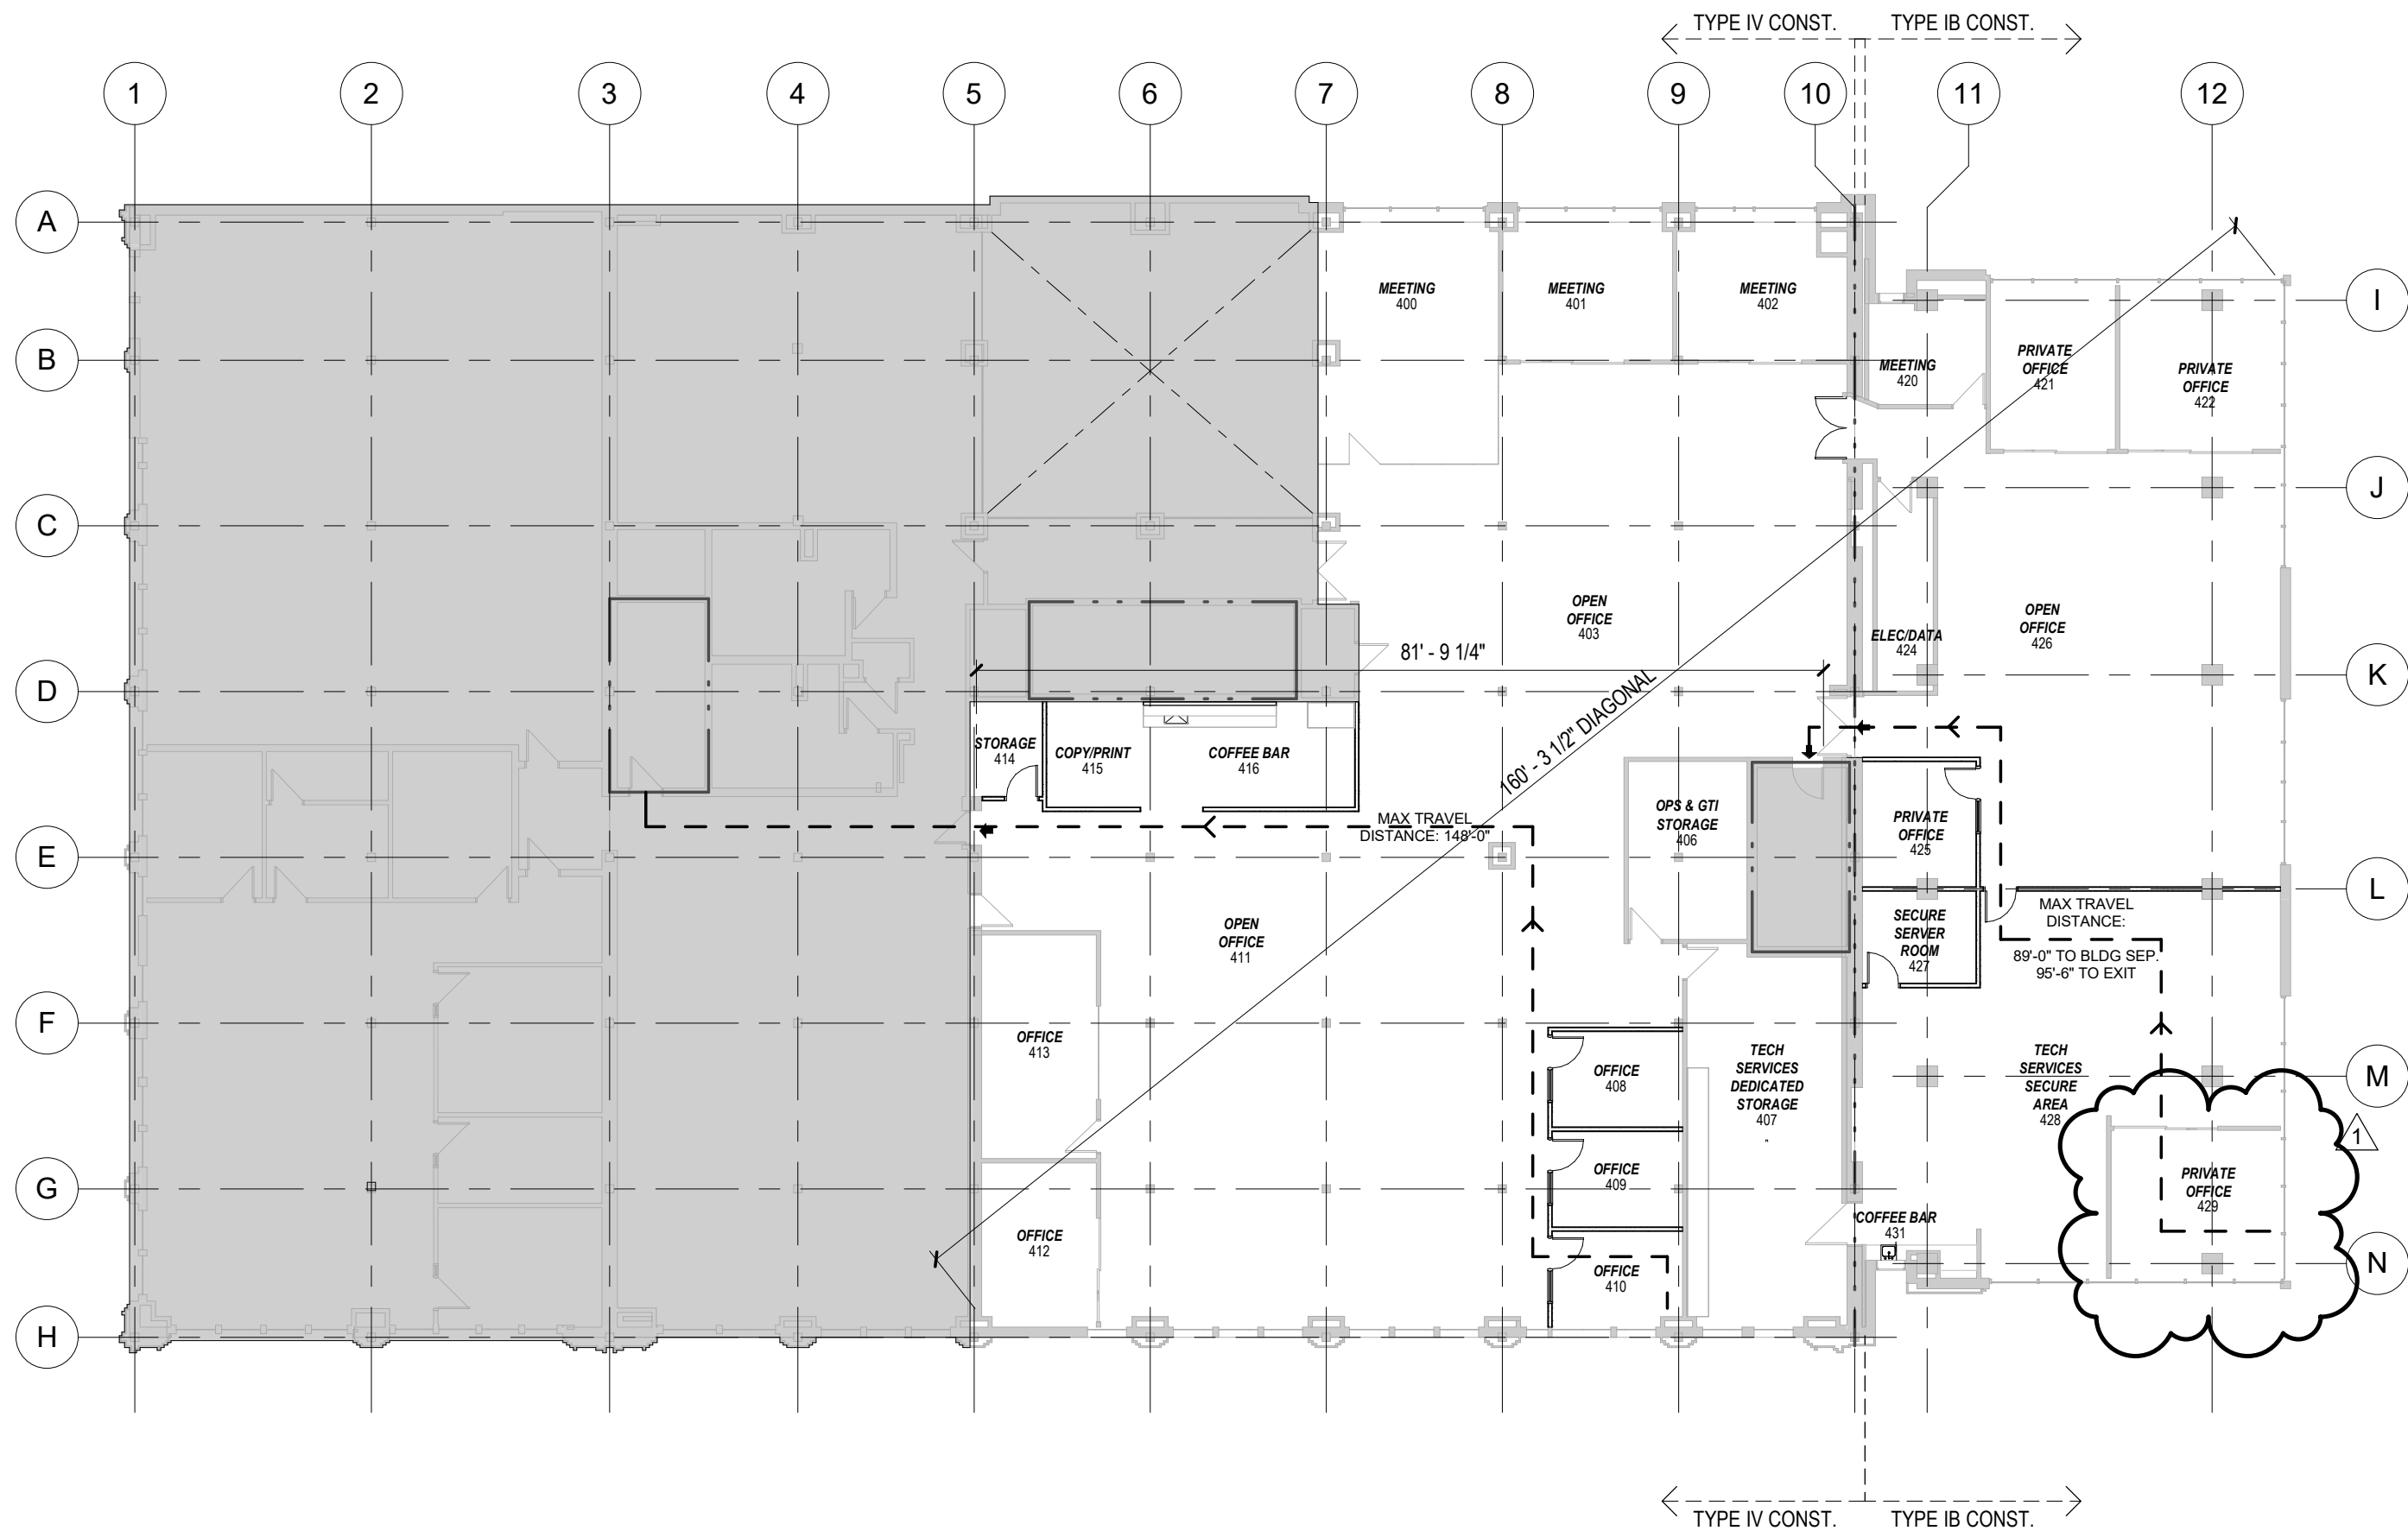 TYPE IV CONST.
TYPE IB CONST.
1
2
3
4
5
6
7
8
9
10
11
12
A
B
C
D
E
F
G
H
I
J
K
L
M
N
MEETING
400
MEETING
401
MEETING
402
MEETING
420
PRIVATE
OFFICE
421
PRIVATE
OFFICE
422
OPEN
OFFICE
403
ELEC/DATA
424
OPEN
OFFICE
426
81' - 9 1/4"
160' - 3 1/2" DIAGONAL
STORAGE
414
COPY/PRINT
415
COFFEE BAR
416
MAX TRAVEL
DISTANCE: 148'-0"
OPS & GTI
STORAGE
406
PRIVATE
OFFICE
425
OPEN
OFFICE
411
SECURE
SERVER
ROOM
427
MAX TRAVEL
DISTANCE:
89'-0" TO BLDG SEP.
95'-6" TO EXIT
OFFICE
413
OFFICE
408
TECH
SERVICES
DEDICATED
STORAGE
407
"
TECH
SERVICES
SECURE
AREA
428
1
OFFICE
409
PRIVATE
OFFICE
429
OFFICE
412
OFFICE
410
COFFEE BAR
431
TYPE IV CONST.
TYPE IB CONST.